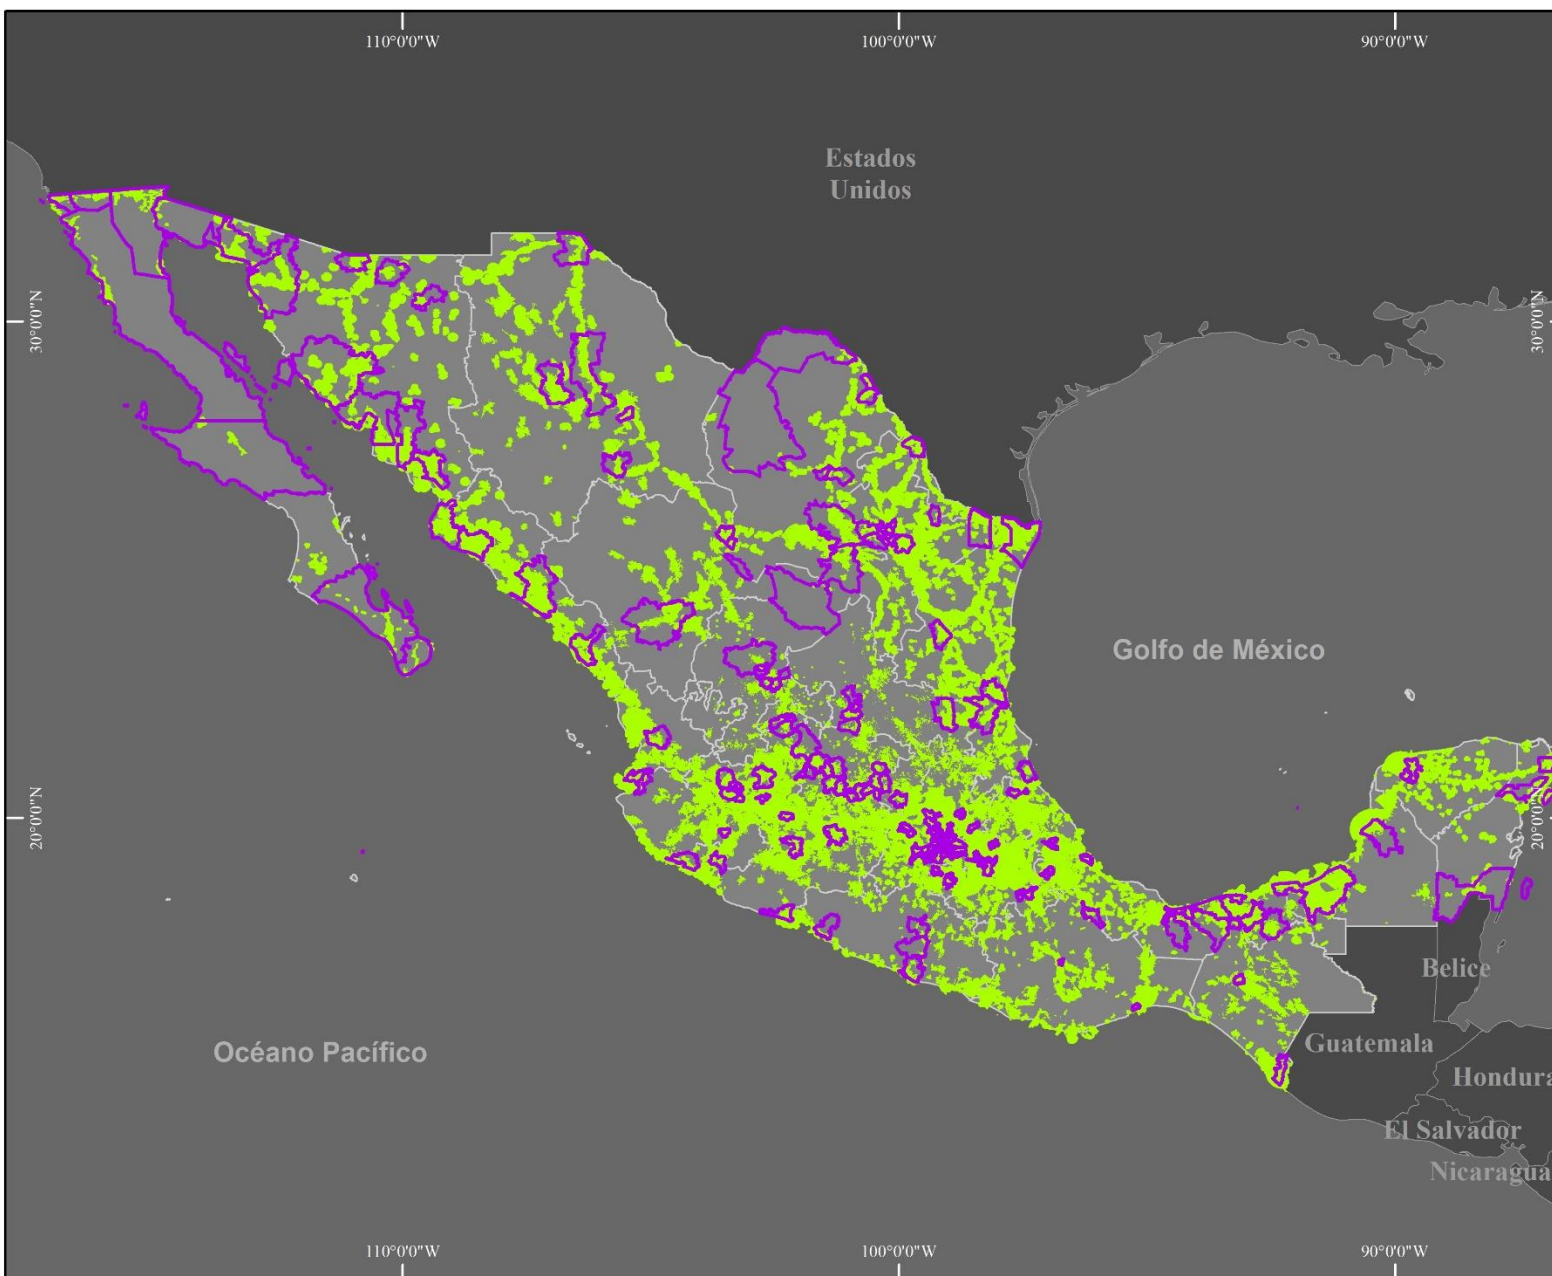 110°0'0"W
100°0'0"W
90°0'0"W
Estados
Unidos
30°0'0"N
30°0'0"N
Golfo de México
20°0'0"N
20°0'0"N
Belice
Océano Pacífico
Guatemala
Hondura
El Salvador
Nicaragua
110°0'0"W
100°0'0"W
90°0'0"W